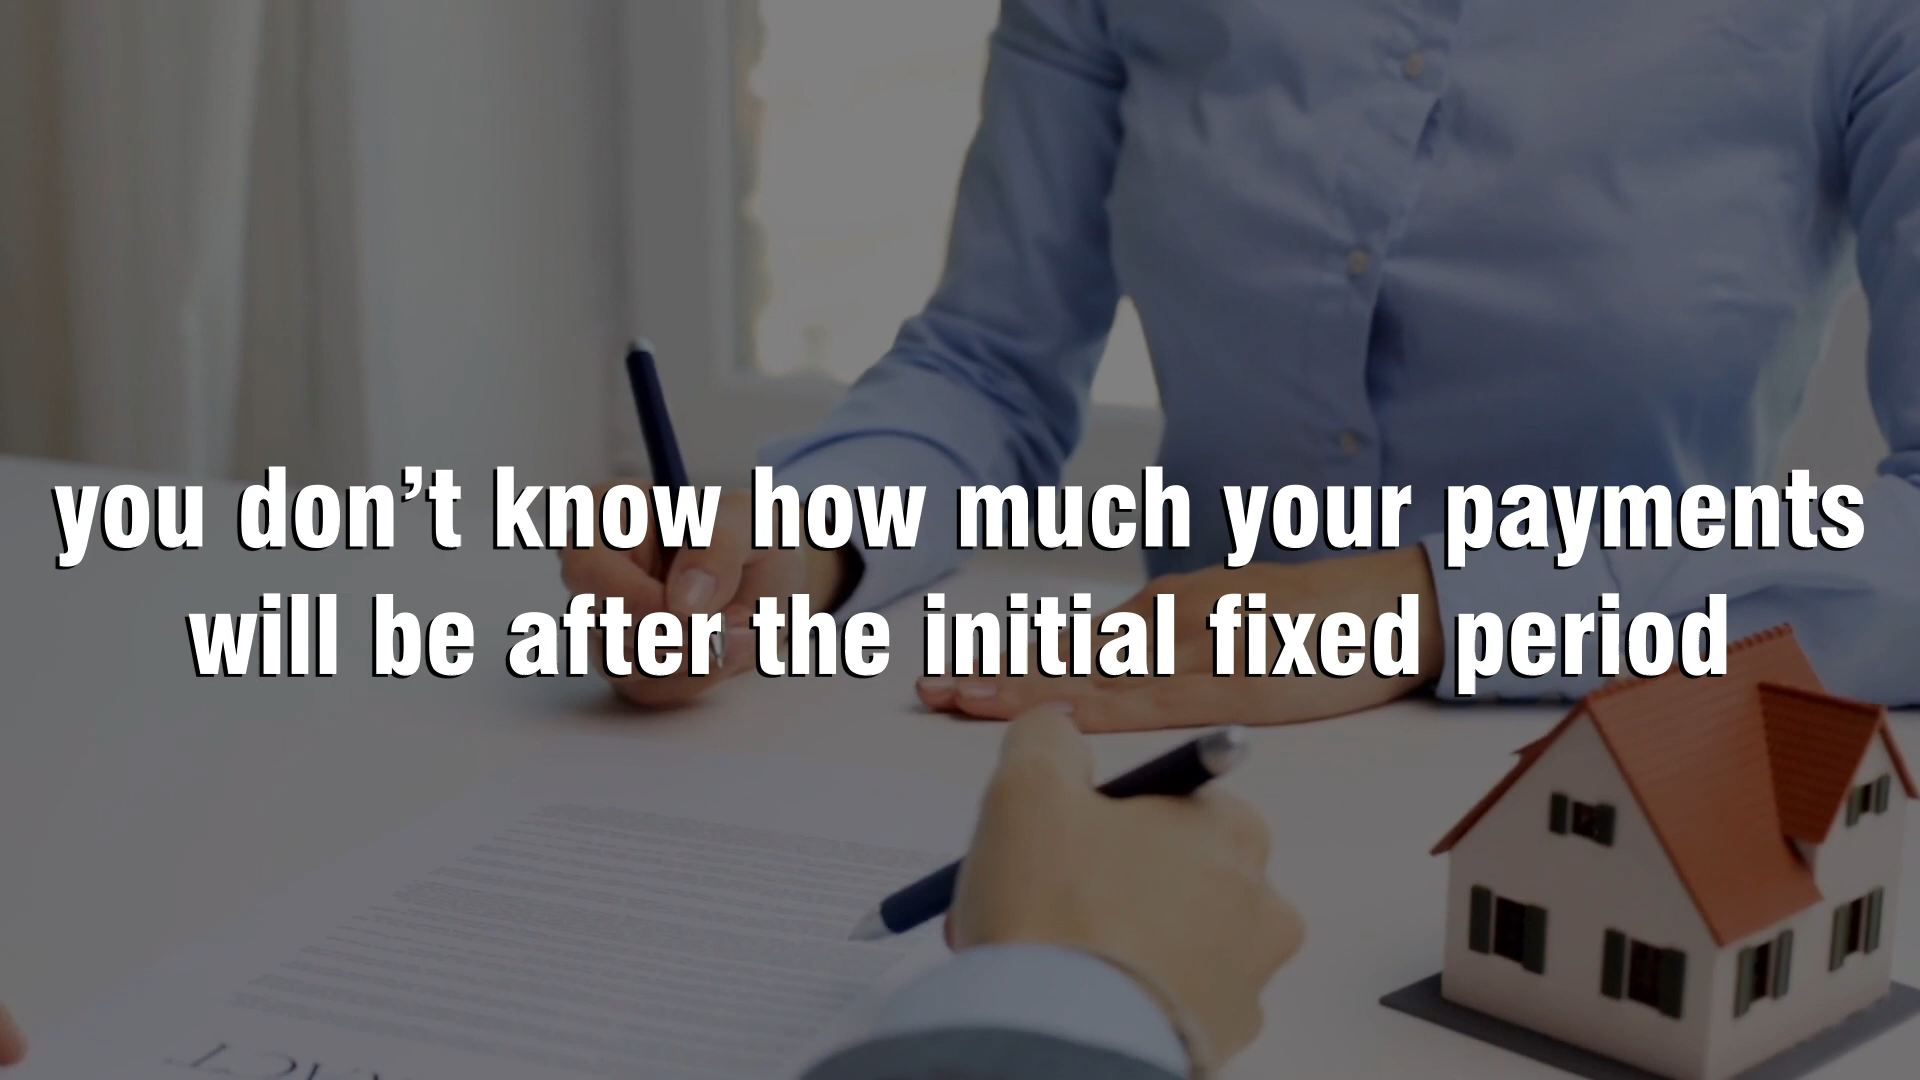 you don’t know how much your payments
will be after the initial fixed period